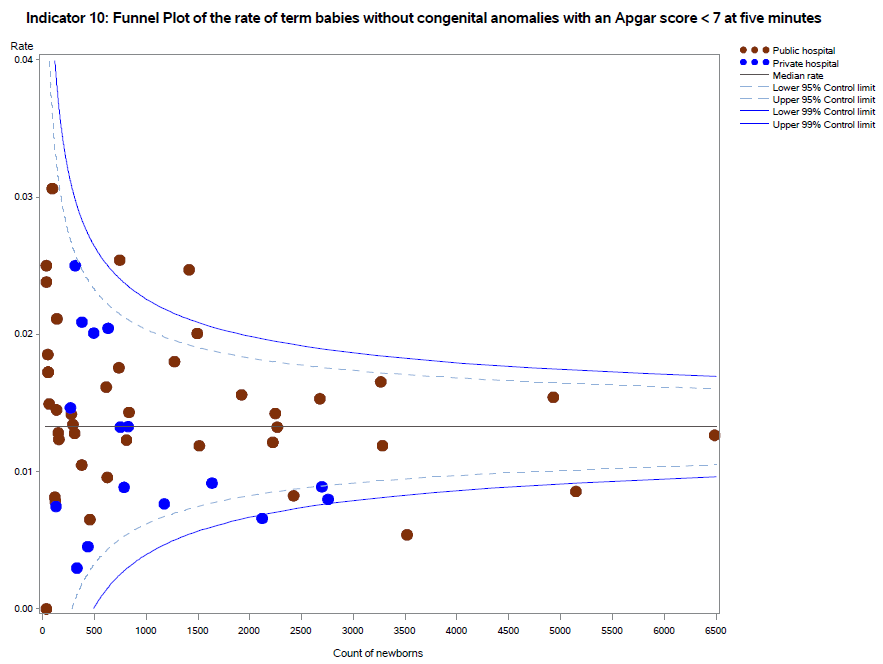 Indicator 10: Funnel Plot of the rate of term babies without congenital anomalies with an Apgar score < 7 at five minutes
Rate
0.04
0.03
0.02
0.01
0.00
0 500 1000 1500 2000 2500 3000 3500 4000 4500 5000 5500 6000 6500
Count of newborns
Public hospital
Private hospital
Median rate
Lower 95% Control limit
Upper 95% Control limit
Lower 99% Control limit
Upper 99% Control limit